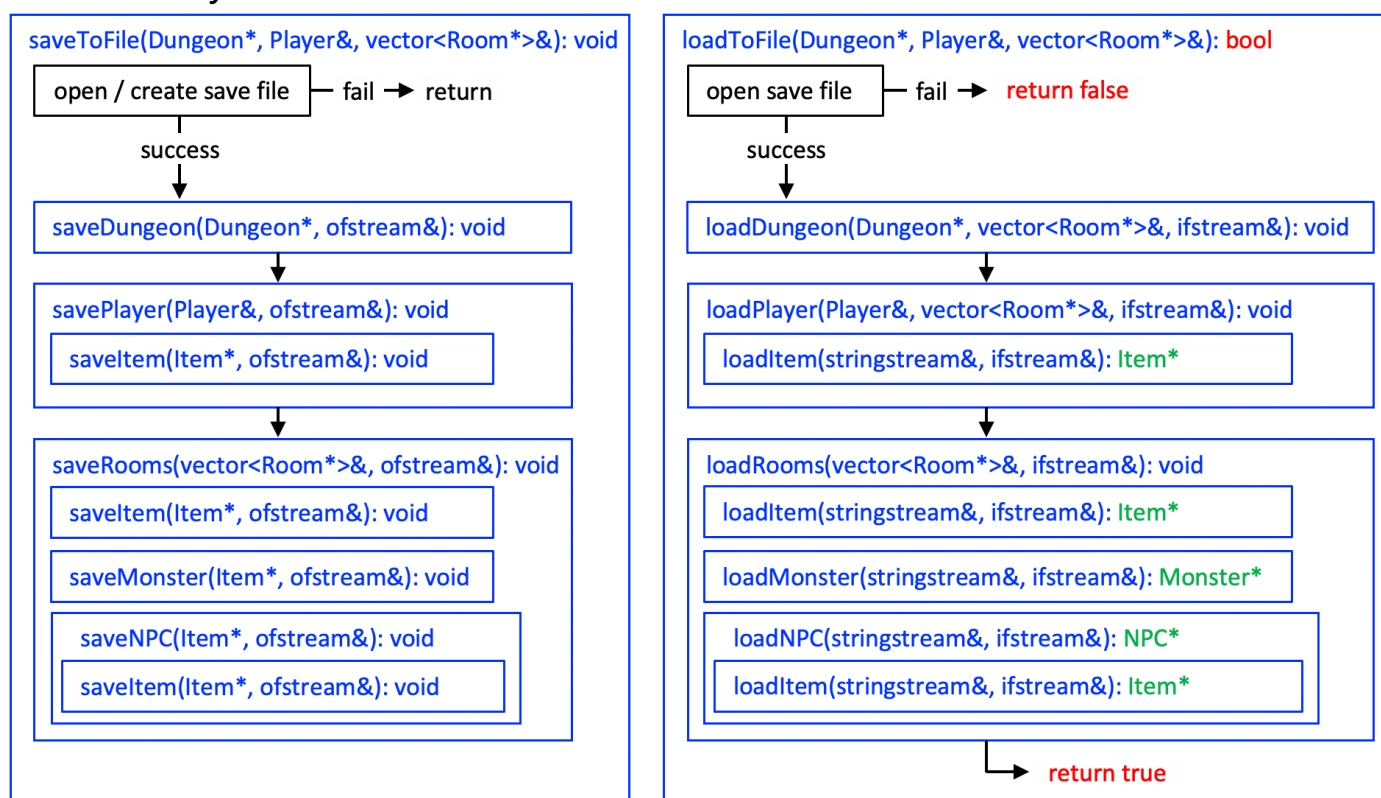 saveToFile(Dungeon*, Player&, vector<Room*>&): void
open / create save file
fail
return
success
saveDungeon(Dungeon*, ofstream&): void
savePlayer(Player&, ofstream&): void
saveItem(Item*, ofstream&): void
saveRooms(vector<Room*>&, ofstream&): void
saveItem(Item*, ofstream&): void
saveMonster(Item*, ofstream&): void
saveNPC(Item*, ofstream&): void
saveItem(Item*, ofstream&): void
loadToFile(Dungeon*, Player&, vector<Room*>&): bool
open save file
fail
return false
success
loadDungeon(Dungeon*, vector<Room*>&, ifstream&): void
loadPlayer(Player&, vector<Room*>&, ifstream&): void
loadItem(stringstream&, ifstream&): Item*
loadRooms(vector<Room*>&, ifstream&): void
loadItem(stringstream&, ifstream&): Item*
loadMonster(stringstream&, ifstream&): Monster*
loadNPC(stringstream&, ifstream&): NPC*
loadItem(stringstream&, ifstream&): Item*
return true